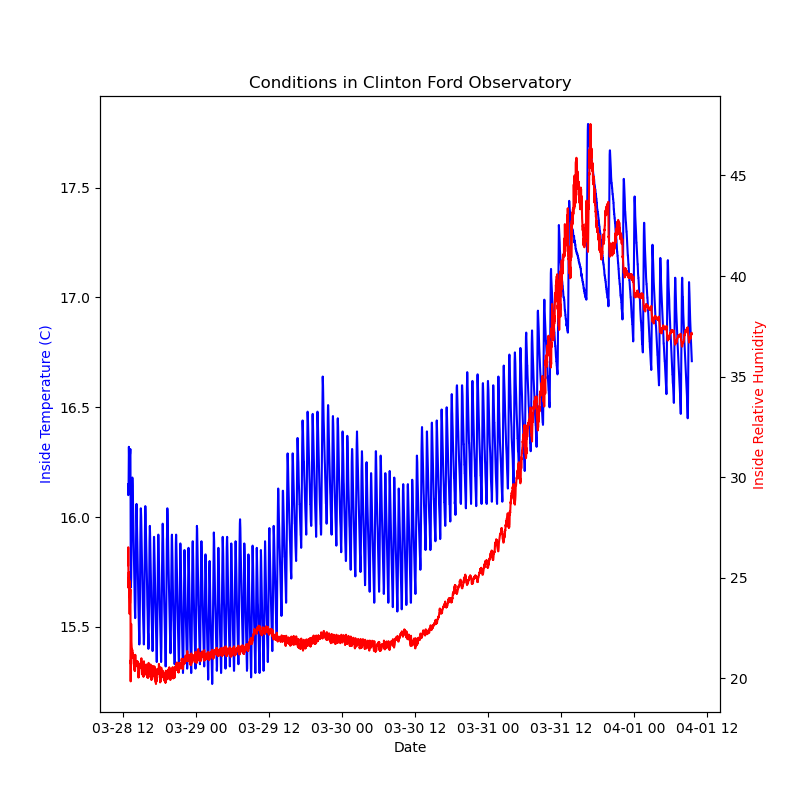 Conditions in Clinton Ford Observatory
Inside Temperature (C)
17.5
17.0
16.5
16.0
15.5
45
40
35
30
25
20
Inside Relative Humidity
03-28 12 03-29 00 03-29 12 03-30 00 03-30 12 03-31 00 03-31 12 04-01 00 04-01 12
Date